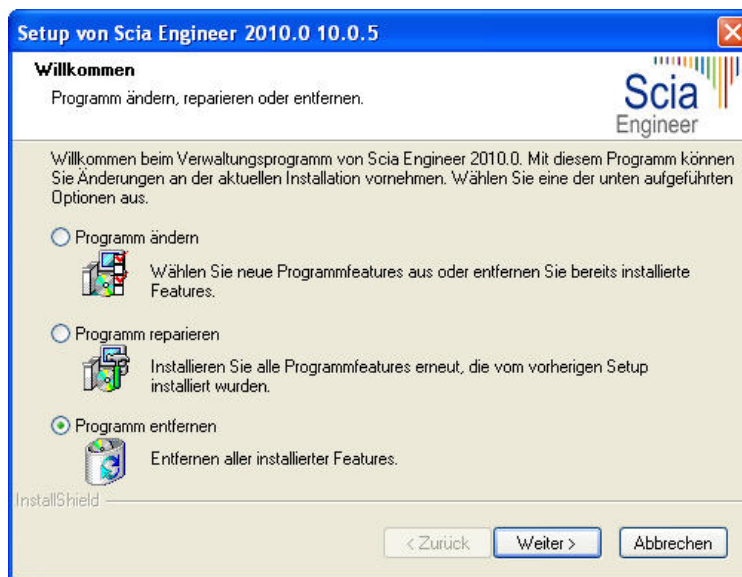 Setup von Scia Engineer 2010.0 10.0.5
Willkommen
Programm ändern, reparieren oder entfernen.
Scia
Engineer
Willkommen beim Verwaltungsprogramm von Scia Engineer 2010.0. Mit diesem Programm können
Sie Änderungen an der aktuellen Installation vornehmen. Wählen Sie eine der unten aufgeführten
Optionen aus.
Programm ändern
Wählen Sie neue Programmfeatures aus oder entfernen Sie bereits installierte
Features.
Programm reparieren
Installieren Sie alle Programmfeatures erneut, die vom vorherigen Setup
installiert wurden.
Programm entfernen
Entfernen aller installierter Features.
InstallShield
< Zurück
Weiter >
Abbrechen